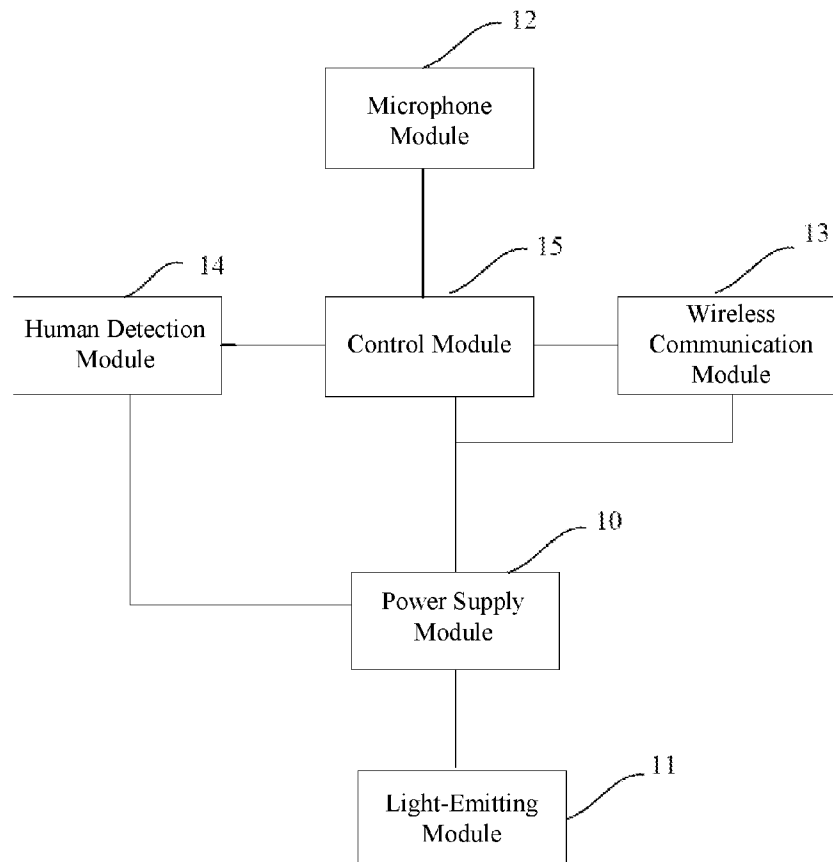 12
Microphone
Module
14
15
13
Human Detection
Module
Control Module
Wireless
Communication
Module
10
Power Supply
Module
11
Light-Emitting
Module